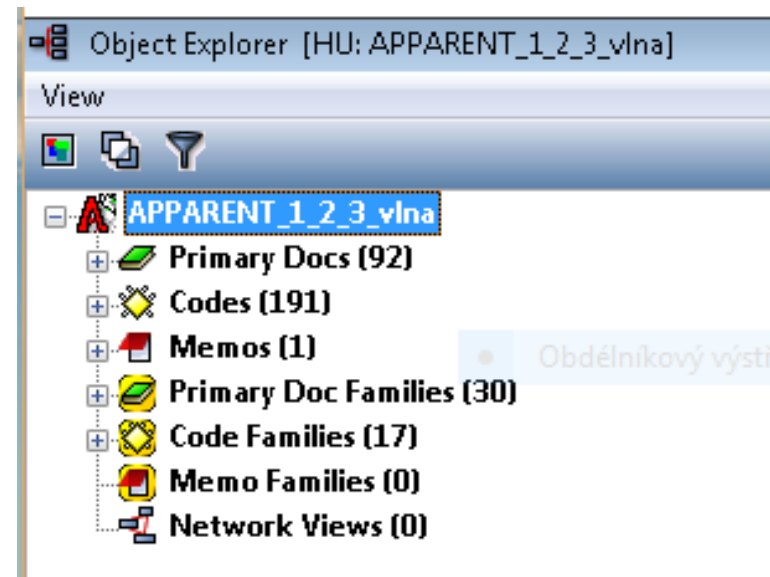 Object Explorer [HU: APPARENT_1_2_3_vlna]
View
APPARENT_1_2_3_vlna
Primary Docs (92)
Codes (191)
Memos (1)
Obdélníkový
Primary Doc Families (30)
Code Families (17)
Memo Families (0)
Network Views (0)